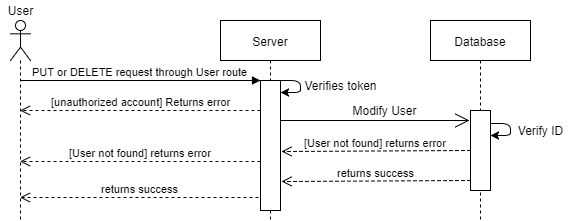 User
Server
Database
PUT or DELETE request through User route
Verifies token
[unauthorized account] Returns error
Modify User
Verify ID
[User not found] returns error
[User not found] returns error
returns success
returns success